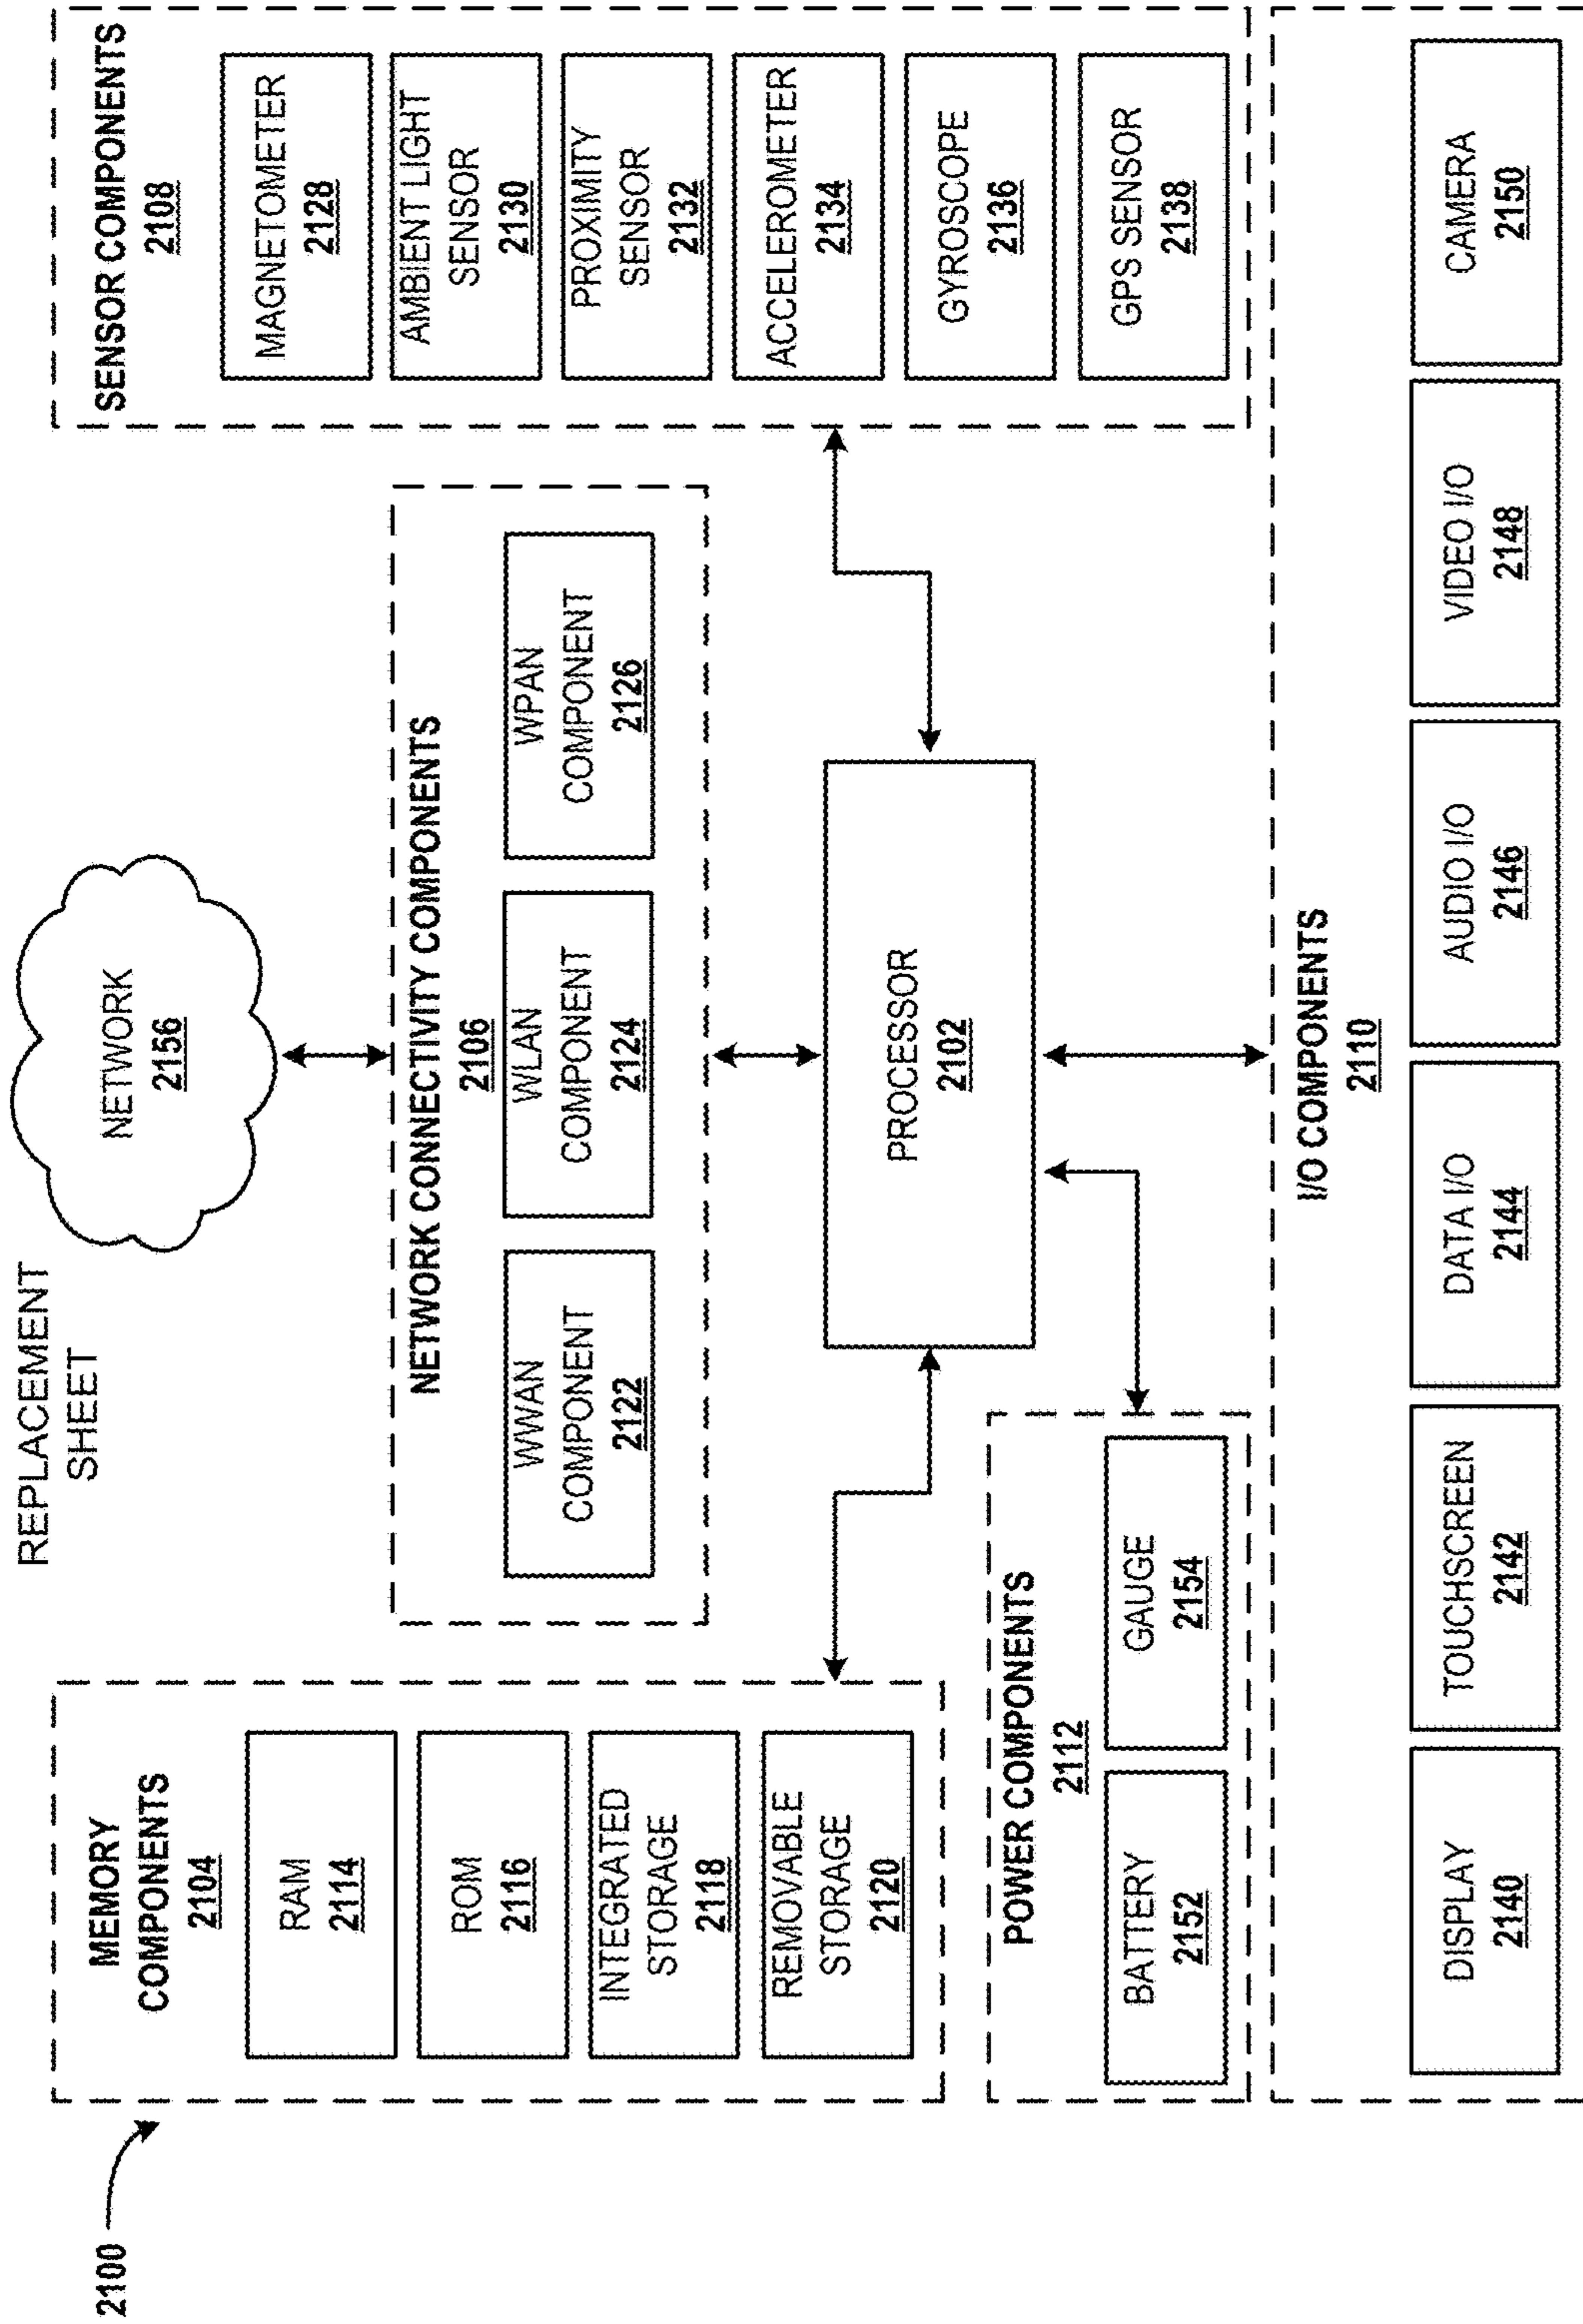 REPLACEMENT
SHEET
2100
NETWORK
2156
MEMORY
COMPONENTS
2104
RAM
2114
ROM
2116
INTEGRATED
STORAGE
2118
REMOVABLE
STORAGE
2120
NETWORK CONNECTIVITY COMPONENTS
2106
WWAN
COMPONENT
2122
WLAN
COMPONENT
2124
WPAN
COMPONENT
2126
SENSOR COMPONENTS
2108
MAGNETOMETER
2128
AMBIENT LIGHT
SENSOR
2130
PROXIMITY
SENSOR
2132
ACCELEROMETER
2134
GYROSCOPE
2136
GPS SENSOR
2138
PROCESSOR
2102
POWER COMPONENTS
2112
BATTERY
2152
GAUGE
2154
I/O COMPONENTS
2110
DISPLAY
2140
TOUCHSCREEN
2142
DATA I/O
2144
AUDIO I/O
2146
VIDEO I/O
2148
CAMERA
2150